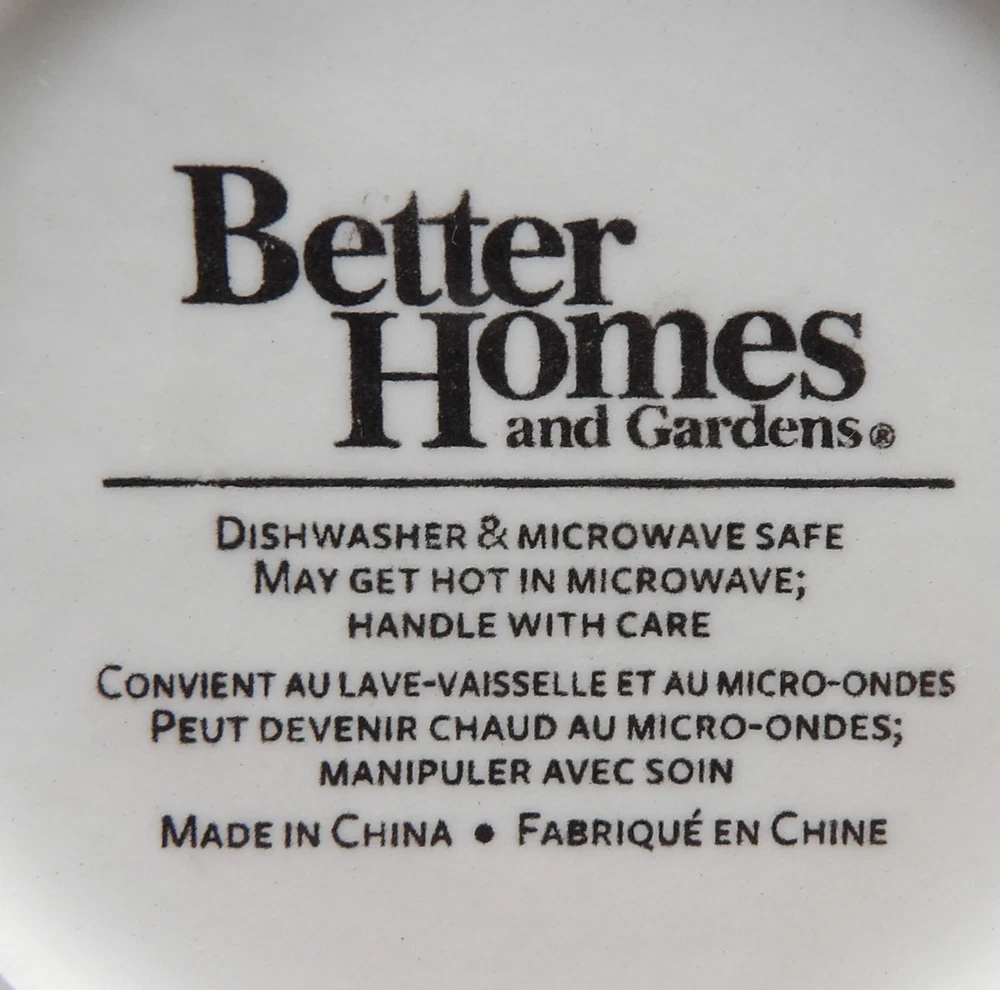 Better
Homes
and Gardens®
DISHWASHER & MICROWAVE SAFE
MAY GET HOT IN MICROWAVE;
HANDLE WITH CARE
CONVIENT AU LAVE-VAISSELLE ET AU MICRO-ONDES
PEUT DEVENIR CHAUD AU MICRO-ONDES;
MANIPULER AVEC SOIN
MADE IN CHINA • FABRIQUÉ EN CHINE